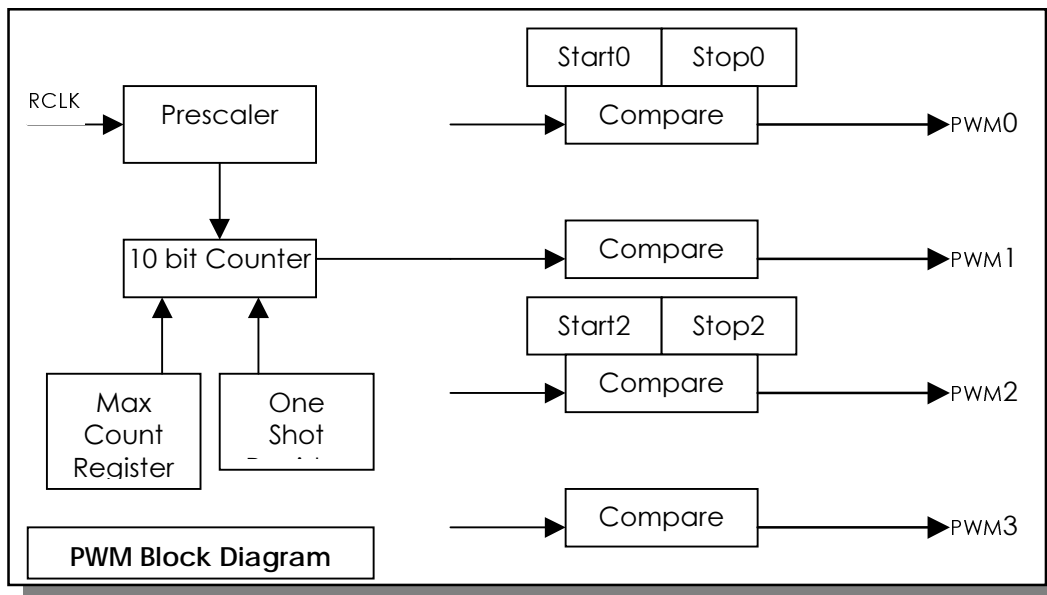 Start0
Stop0
RCLK
Prescaler
Compare
PWM0
10 bit Counter
Compare
PWM1
Start2
Stop2
Compare
PWM2
Max
Count
Register
One
Shot
Compare
PWM3
PWM Block Diagram